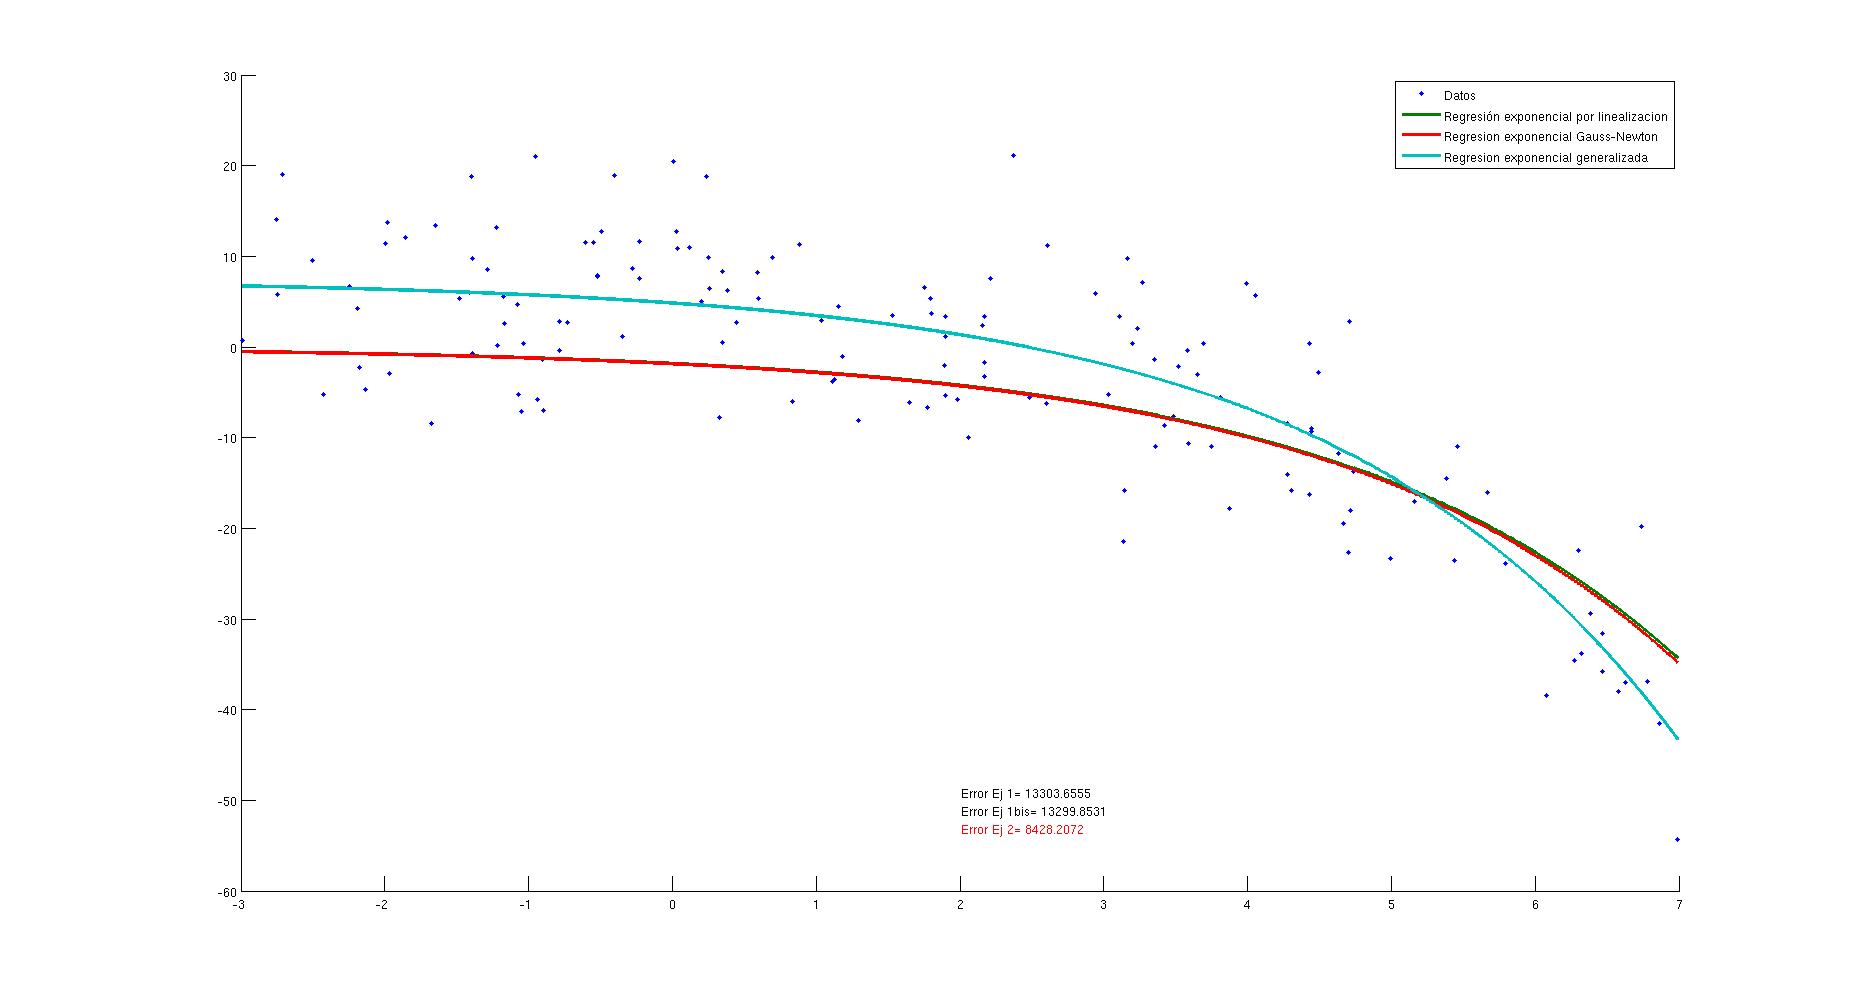 30
20
10
0
-10
-20
-30
-40
-50
-60
-3 -2 -1 0 1 2 3 4 5 6 7
Datos
Regresión exponencial por linealizacion
Regresion exponencial Gauss-Newton
Regresion exponencial generalizada
Error Ej 1= 13303.6555
Error Ej 1bis= 13299.8531
Error Ej 2= 8428.2072